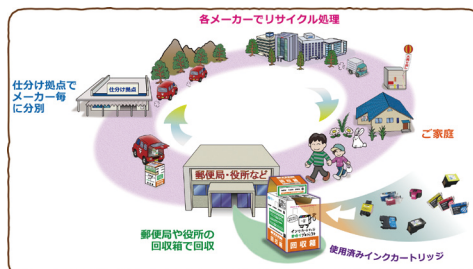 各メーカーでリサイクル処理
仕分け拠点で
メーカー毎
に分別
仕分け拠点
ご家庭
郵便局・役所など
郵便局や役所の
回収箱で回収
回収箱
使用済みインクカートリッジ